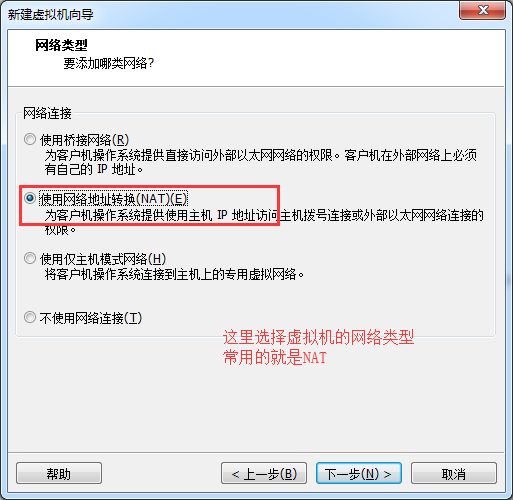 新建虚拟机向导
网络类型
要添加哪类网络?
网络连接
使用桥接网络(R)
为客户机操作系统提供直接访问外部以太网网络的权限。客户机在外部网络上必须
有自己的 IP 地址。
使用网络地址转换(NAT)(E)
为客户机操作系统提供使用主机 IP 地址访问主机拨号连接或外部以太网网络连接的
权限。
使用仅主机模式网络(H)
将客户机操作系统连接到主机上的专用虚拟网络。
不使用网络连接(T)
这里选择虚拟机的网络类型
常用的就是NAT
帮助
< 上一步(B)
下一步(N) >
取消